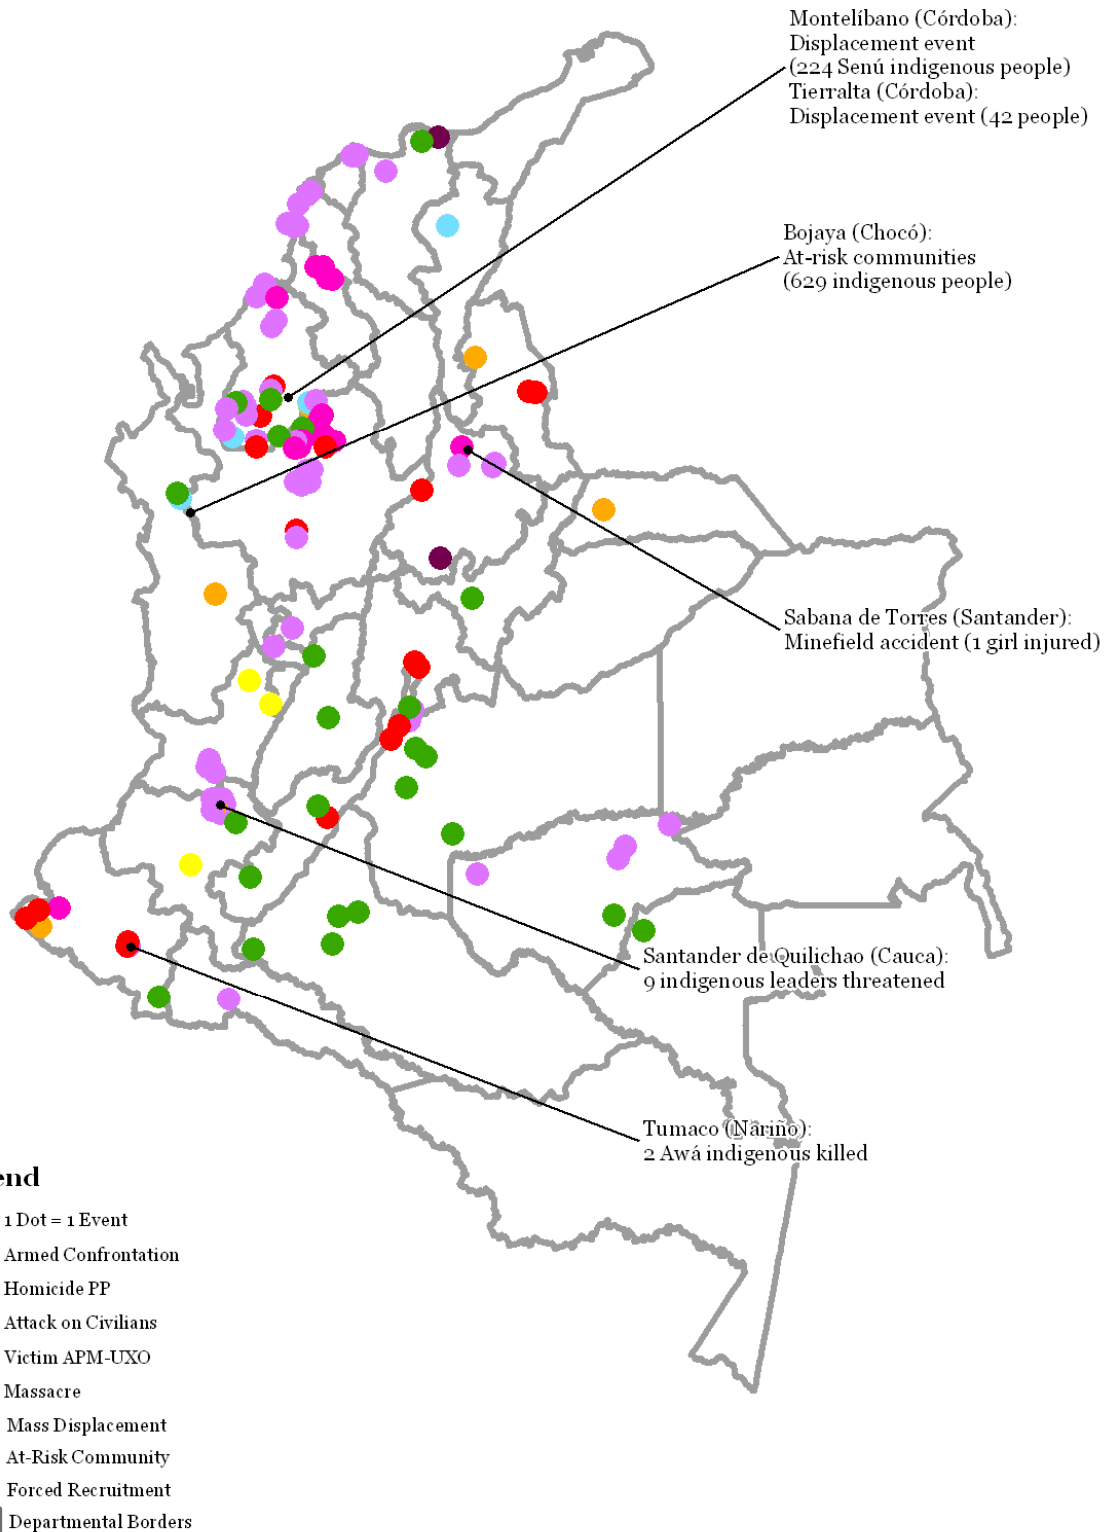 Montelíbano (Córdoba):
Displacement event
(224 Senú indigenous people)
Tierralta (Córdoba):
Displacement event (42 people)
Bojaya (Chocó):
At-risk communities
(629 indigenous people)
Sabana de Torres (Santander):
Minefield accident (1 girl injured)
Santander de Quilichao (Cauca):
9 indigenous leaders threatened
Tumaco (Nariño):
2 Awá indigenous killed
end
1 Dot = 1 Event
Armed Confrontation
Homicide PP
Attack on Civilians
Victim APM-UXO
Massacre
Mass Displacement
At-Risk Community
Forced Recruitment
Departmental Borders